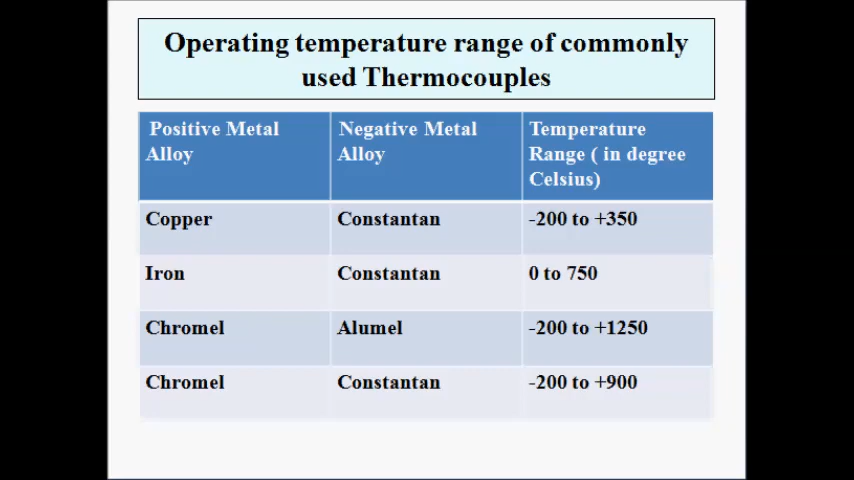 Operating temperature range of commonly
used Thermocouples
Positive Metal Alloy
Negative Metal Alloy
Temperature Range ( in degree Celsius)
Copper Constantan -200 to +350
Iron Constantan 0 to 750
Chromel Alumel -200 to +1250
Chromel Constantan -200 to +900